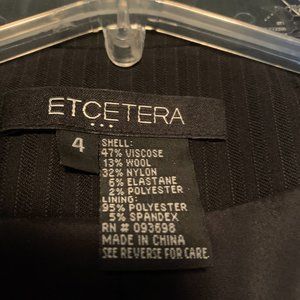 ETCETERA
4
SHELL:
47% VISCOSE
13% WOOL
32% NYLON
6% ELASTANE
2% POLYESTER
LINING:
95% POLYESTER
5% SPANDEX
RN # 093698
MADE IN CHINA
SEE REVERSE FOR CARE